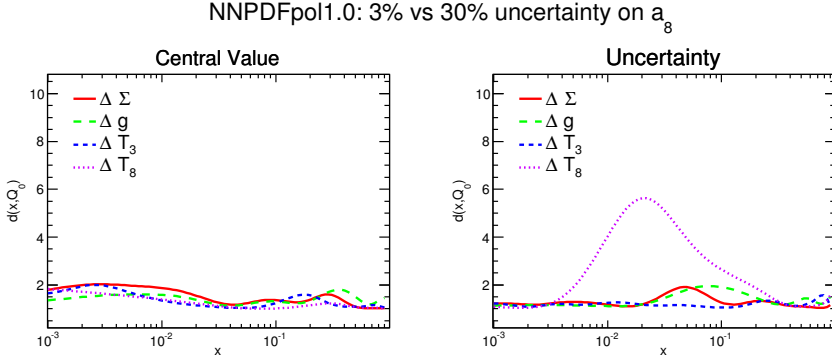 NNPDFpol1.0: 3% vs 30% uncertainty on a₈
Central Value
10
8
6
4
2
d(x,Q₀)
Δ Σ
Δ g
Δ T₃
Δ T₈
10⁻³
10⁻²
10⁻¹
x
Uncertainty
10
8
6
4
2
d(x,Q₀)
Δ Σ
Δ g
Δ T₃
Δ T₈
10⁻³
10⁻²
10⁻¹
x